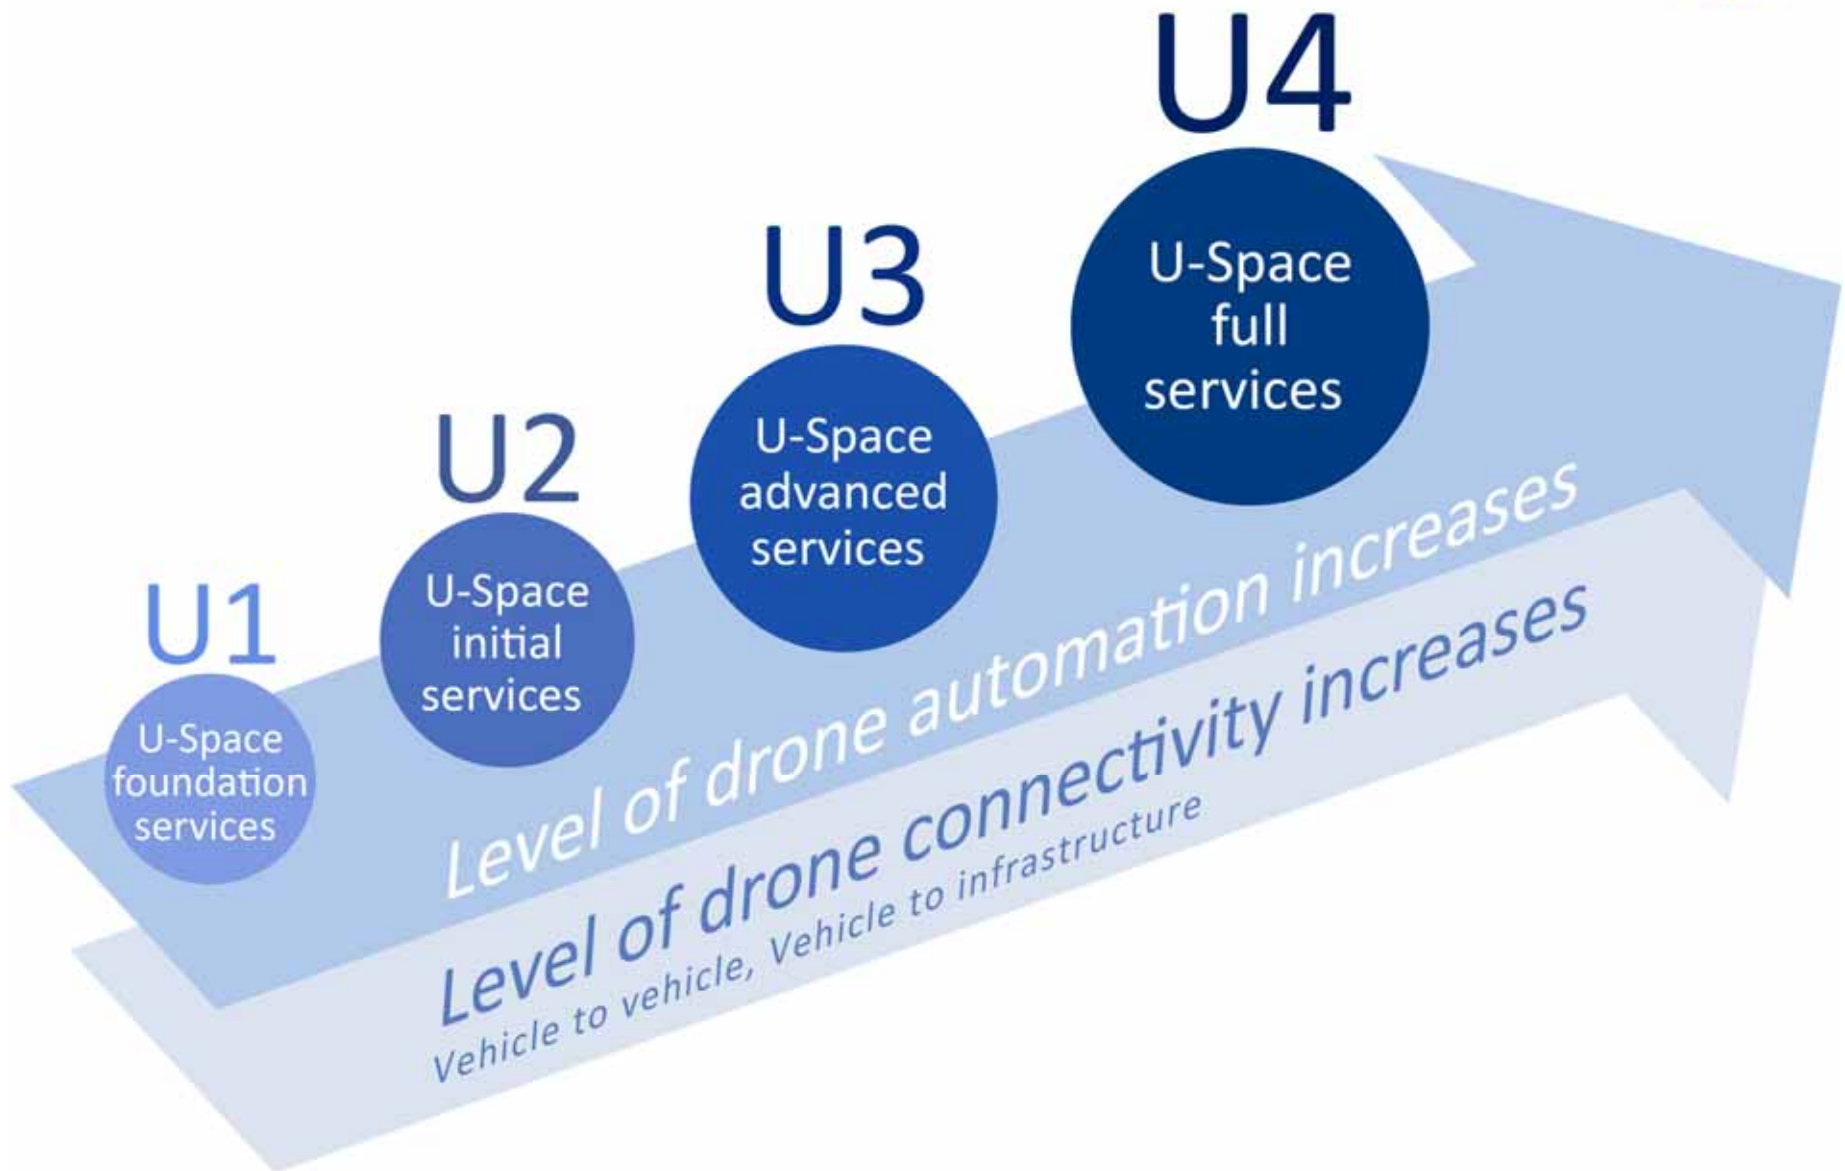 U1
U-Space
foundation
services
U2
U-Space
initial
services
U3
U-Space
advanced
services
U4
U-Space
full
services
Level of drone automation increases
Level of drone connectivity increases
Vehicle to vehicle, Vehicle to infrastructure